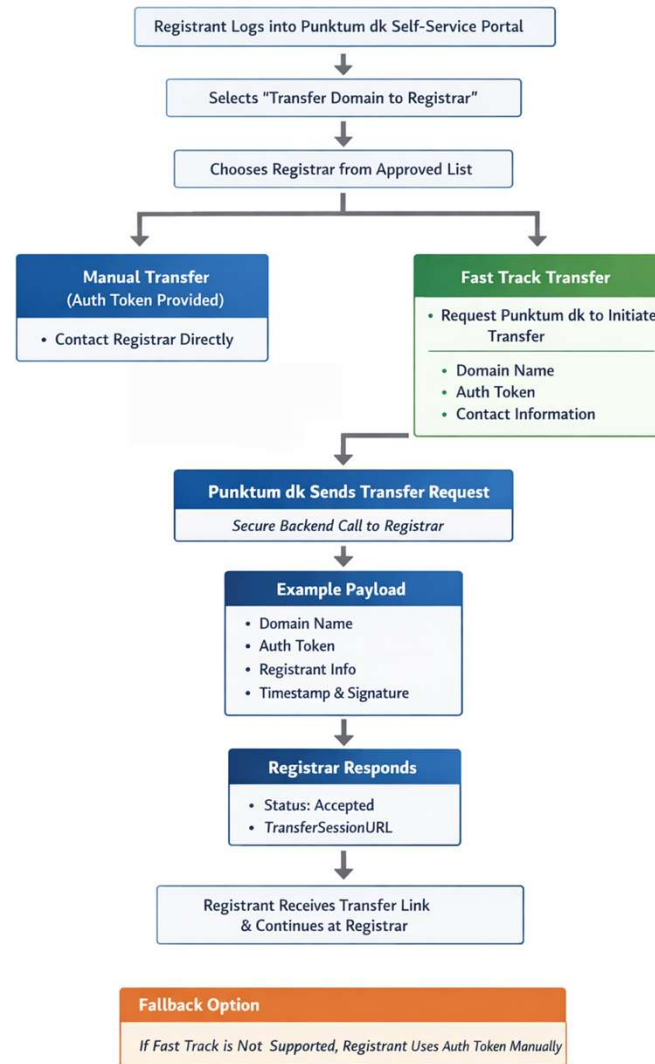 Registrant Logs into Punktum dk Self-Service Portal
Selects "Transfer Domain to Registrar"
Chooses Registrar from Approved List
Manual Transfer
(Auth Token Provided)
• Contact Registrar Directly
Fast Track Transfer
• Request Punktum dk to Initiate
Transfer
• Domain Name
• Auth Token
• Contact Information
Punktum dk Sends Transfer Request
Secure Backend Call to Registrar
Example Payload
• Domain Name
• Auth Token
• Registrant Info
• Timestamp & Signature
Registrar Responds
• Status: Accepted
• TransferSessionURL
Registrant Receives Transfer Link
& Continues at Registrar
Fallback Option
If Fast Track is Not Supported, Registrant Uses Auth Token Manually